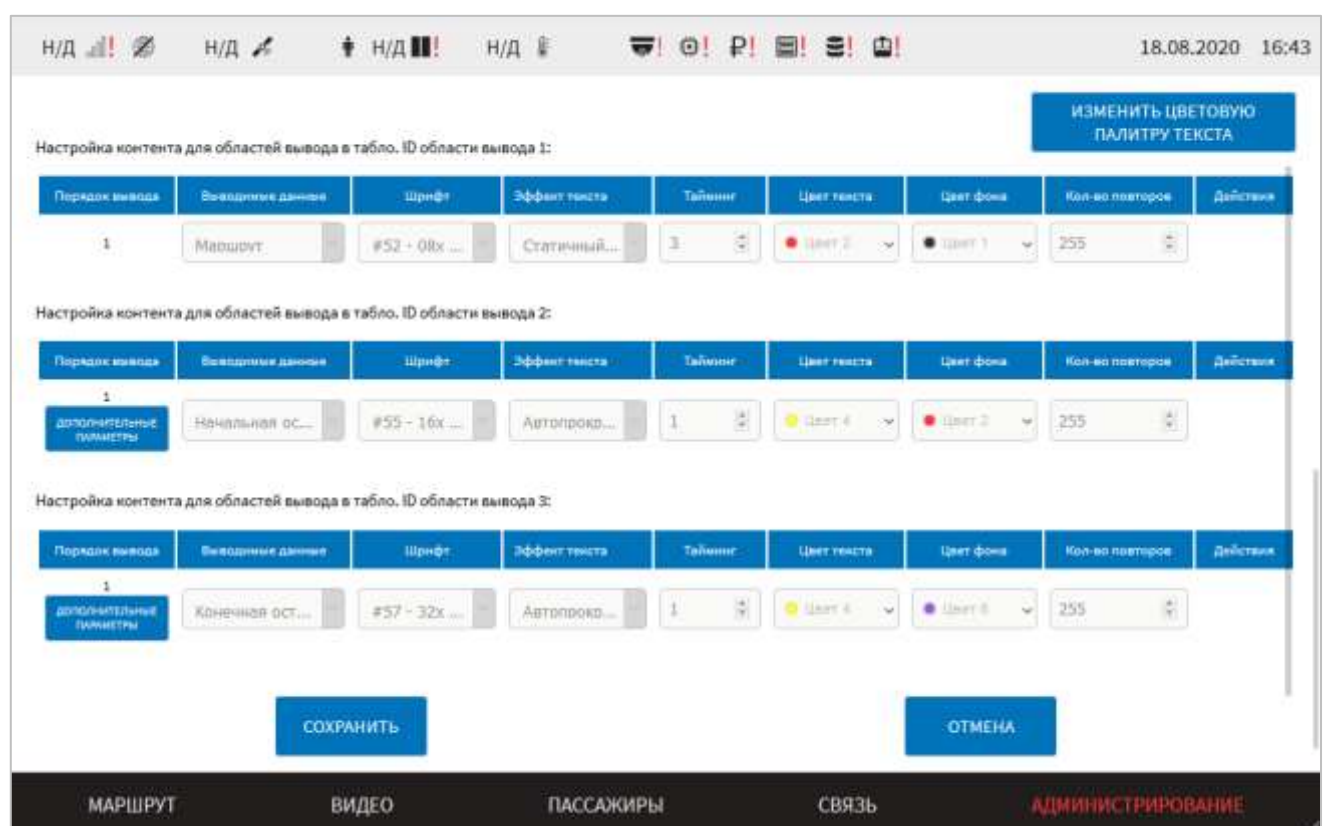 Н/Д ! Н/Д Н/Д ! Н/Д ! ! ₽! ! ! ! 18.08.2020 16:43
ИЗМЕНИТЬ ЦВЕТОВУЮ
ПАЛИТРУ ТЕКСТА
Настройка контента для областей вывода в табло. ID области вывода 1:
Порядок вывода Выводимые данные Шрифт Эффект текста Тайминг Цвет текста Цвет фона Кол-во повторов Действия
1 Маршрут #52 - 08x ... Статичный... 3 Цвет 2 Цвет 1 255
Настройка контента для областей вывода в табло. ID области вывода 2:
Порядок вывода Выводимые данные Шрифт Эффект текста Тайминг Цвет текста Цвет фона Кол-во повторов Действия
1
ДОПОЛНИТЕЛЬНЫЕ
ПАРАМЕТРЫ
Начальная ос... #55 - 16x ... Автопрокр... 1 Цвет 4 Цвет 2 255
Настройка контента для областей вывода в табло. ID области вывода 3:
Порядок вывода Выводимые данные Шрифт Эффект текста Тайминг Цвет текста Цвет фона Кол-во повторов Действия
1
ДОПОЛНИТЕЛЬНЫЕ
ПАРАМЕТРЫ
Конечная ост... #57 - 32x ... Автопрокр... 1 Цвет 4 Цвет 6 255
СОХРАНИТЬ ОТМЕНА
МАРШРУТ ВИДЕО ПАССАЖИРЫ СВЯЗЬ АДМИНИСТРИРОВАНИЕ